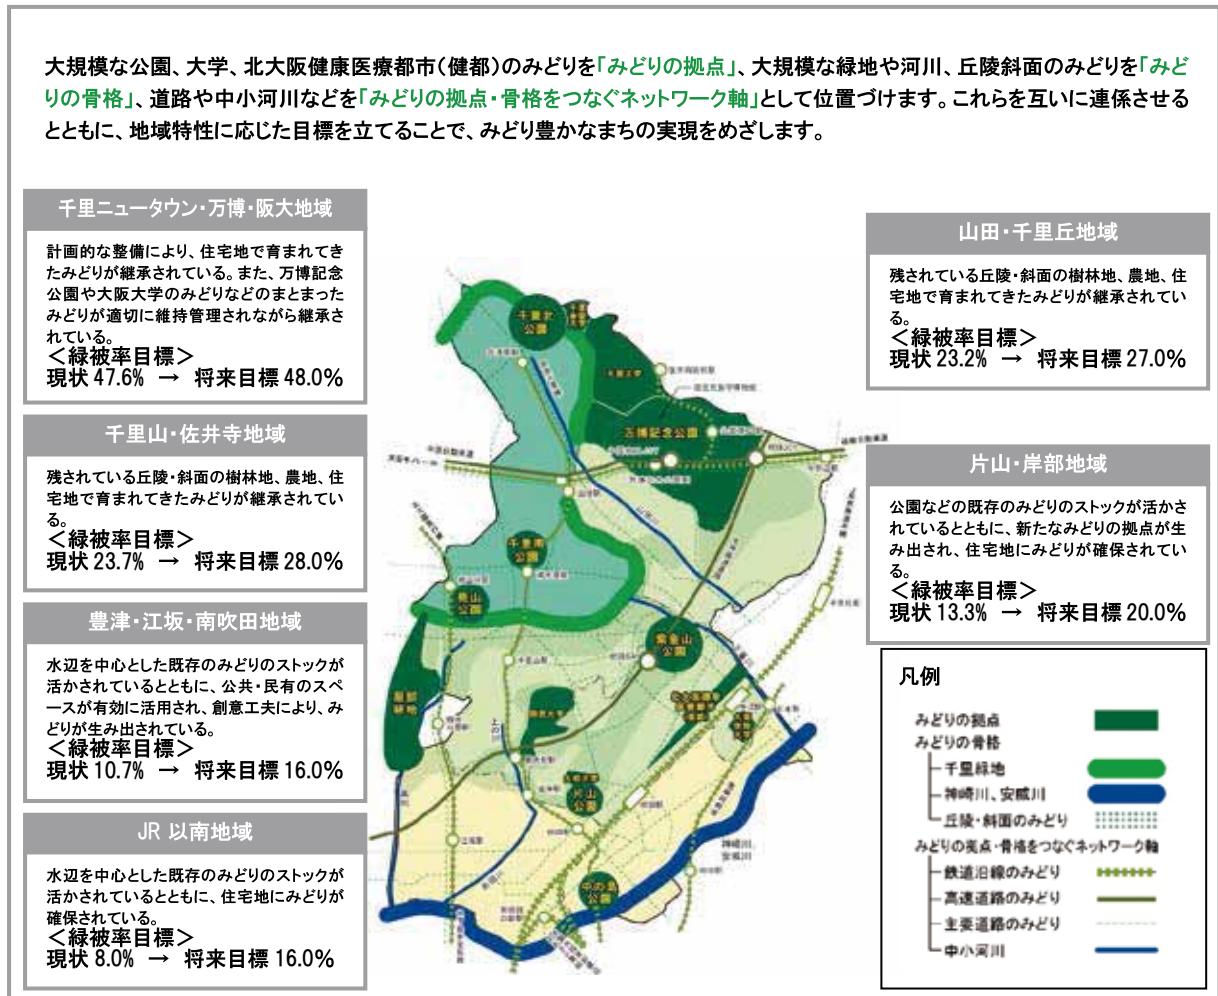 大規模な公園、大学、北大阪健康医療都市（健都）のみどりを「みどりの拠点」、大規模な緑地や河川、丘陵斜面のみどりを「みど
りの骨格」、道路や中小河川などを「みどりの拠点・骨格をつなぐネットワーク軸」として位置づけます。これらを互いに連係させる
とともに、地域特性に応じた目標を立てることで、みどり豊かなまちの実現をめざします。
千里ニュータウン・万博・阪大地域
計画的な整備により、住宅地で育まれてき
たみどりが継承されている。また、万博記念
公園や大阪大学のみどりなどのまとまった
みどりが適切に維持管理されながら継承さ
れている。
＜緑被率目標＞
現状 47.6% → 将来目標 48.0%
千里山・佐井寺地域
残されている丘陵・斜面の樹林地、農地、住
宅地で育まれてきたみどりが継承されてい
る。
＜緑被率目標＞
現状 23.7% → 将来目標 28.0%
豊津・江坂・南吹田地域
水辺を中心とした既存のみどりのストックが
活かされているとともに、公共・民有のスペ
ースが有効に活用され、創意工夫により、み
どりが生み出されている。
＜緑被率目標＞
現状 10.7% → 将来目標 16.0%
JR 以南地域
水辺を中心とした既存のみどりのストックが
活かされているとともに、住宅地にみどりが
確保されている。
＜緑被率目標＞
現状 8.0% → 将来目標 16.0%
千里北
公園
万博記念公園
千里南
公園
紫金山
公園
服部
緑地
片山
公園
中の島
公園
上の川
神崎川、
安威川
山田・千里丘地域
残されている丘陵・斜面の樹林地、農地、住
宅地で育まれてきたみどりが継承されてい
る。
＜緑被率目標＞
現状 23.2% → 将来目標 27.0%
片山・岸部地域
公園などの既存のみどりのストックが活かさ
れているとともに、新たなみどりの拠点が生
み出され、住宅地にみどりが確保されてい
る。
＜緑被率目標＞
現状 13.3% → 将来目標 20.0%
凡例
みどりの拠点
みどりの骨格
千里緑地
神崎川、安威川
丘陵・斜面のみどり
みどりの拠点・骨格をつなぐネットワーク軸
鉄道沿線のみどり
高速道路のみどり
主要道路のみどり
中小河川